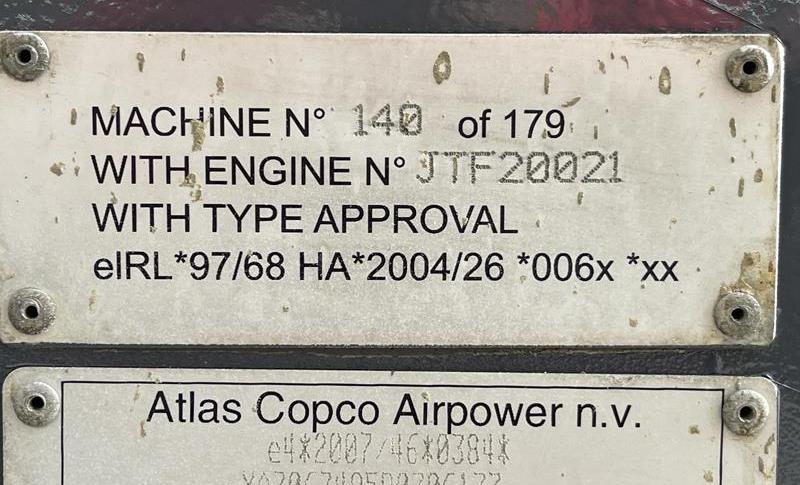 MACHINE N° 140 of 179
WITH ENGINE N° JTF20021
WITH TYPE APPROVAL
eIRL*97/68 HA*2004/26 *006x *xx
Atlas Copco Airpower n.v.
e4*2007/46*0384*